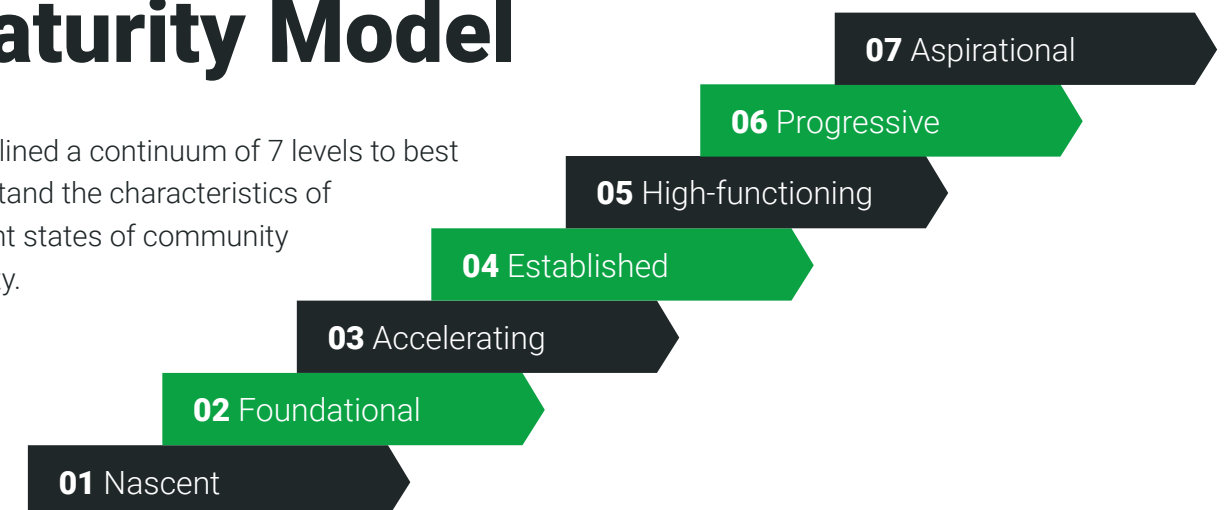 aturity Model
lined a continuum of 7 levels to best
tand the characteristics of
nt states of community
ty.
07 Aspirational
06 Progressive
05 High-functioning
04 Established
03 Accelerating
02 Foundational
01 Nascent